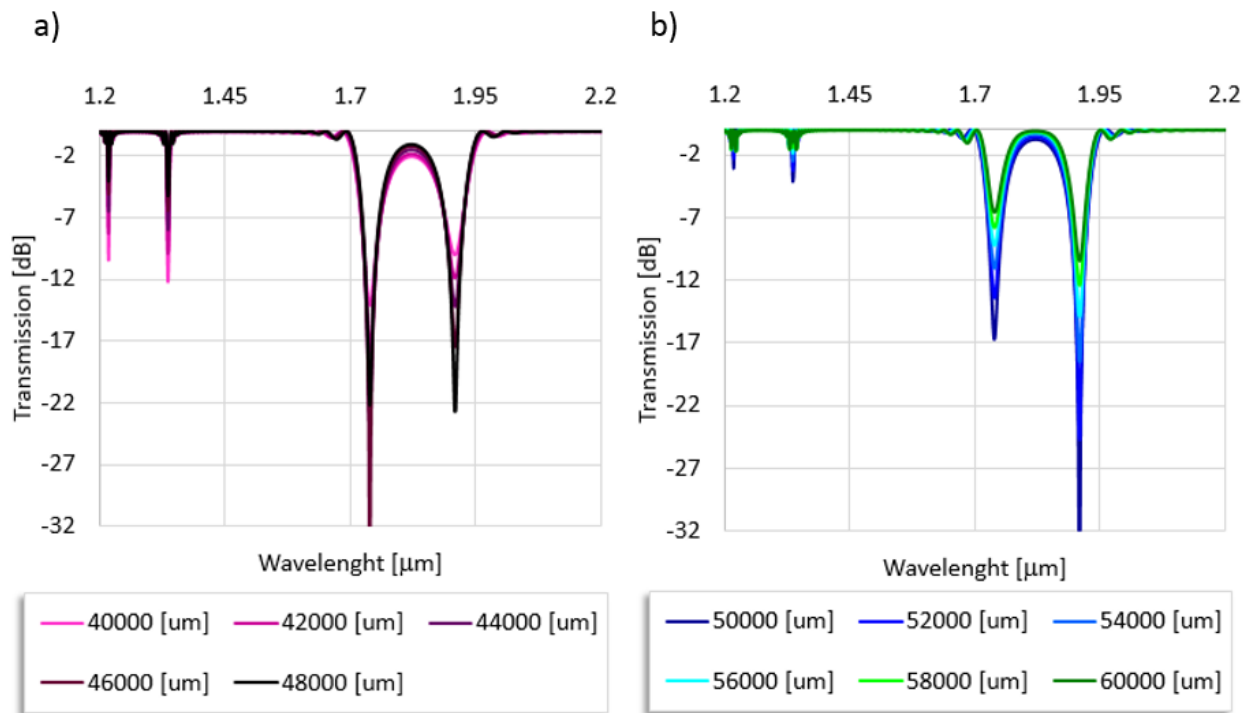 a)
1.2 1.45 1.7 1.95 2.2
-2
-7
-12
-17
-22
-27
-32
Transmission [dB]
Wavelenght [μm]
40000 [um] 42000 [um] 44000 [um]
46000 [um] 48000 [um]
b)
1.2 1.45 1.7 1.95 2.2
-2
-7
-12
-17
-22
-27
-32
Transmission [dB]
Wavelenght [μm]
50000 [um] 52000 [um] 54000 [um]
56000 [um] 58000 [um] 60000 [um]